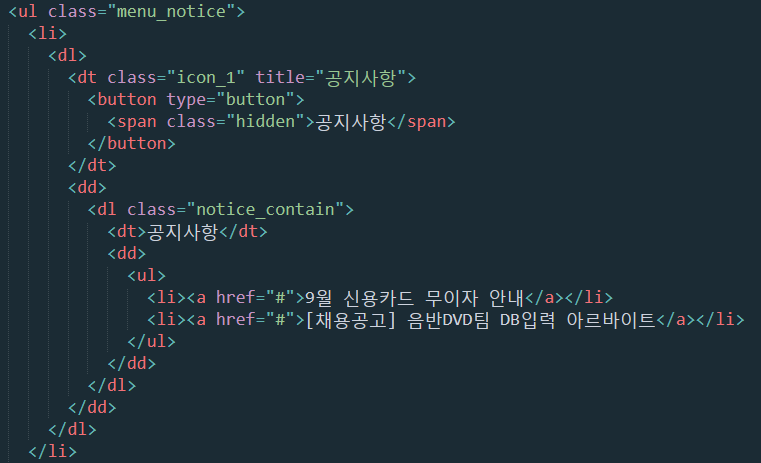 <ul class="menu_notice">
<li>
<dl>
<dt class="icon_1" title="공지사항">
<button type="button">
<span class="hidden">공지사항</span>
</button>
</dt>
<dd>
<dl class="notice_contain">
<dt>공지사항</dt>
<dd>
<ul>
<li><a href="#">9월 신용카드 무이자 안내</a></li>
<li><a href="#">[채용공고] 음반DVD팀 DB입력 아르바이트</a></li>
</ul>
</dd>
</dl>
</dd>
</dl>
</li>